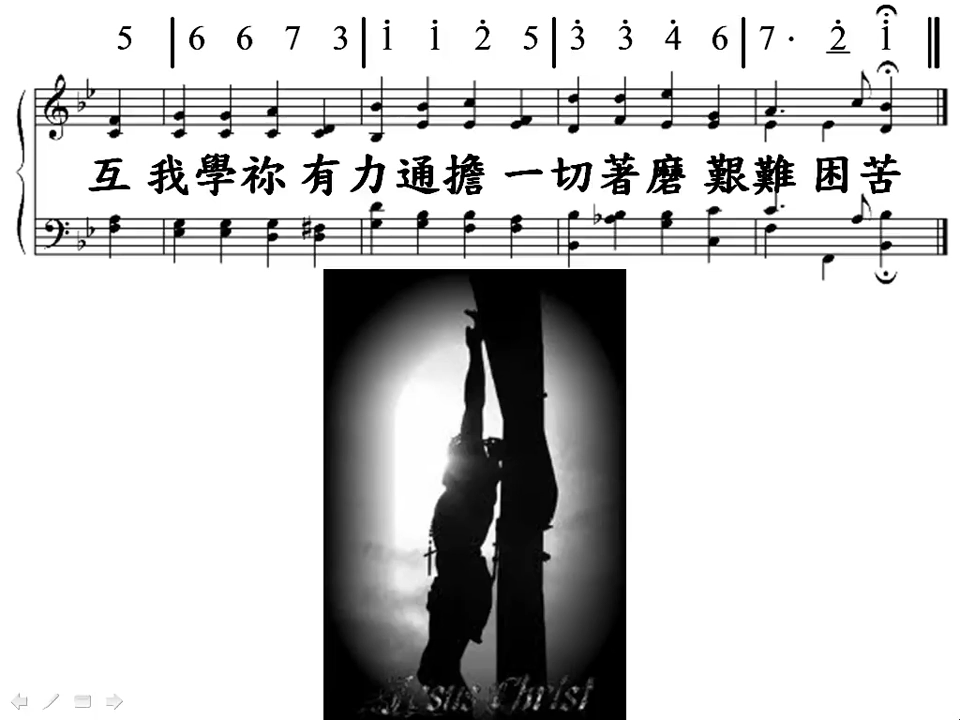 5 | 6 6 7 3 | i i 2̇ 5 | 3̇ 3̇ 4̇ 6 | 7 · 2̇ i ||
互 我學祢 有力通擔 一切著磨 艱難 困苦
Jesus Christ